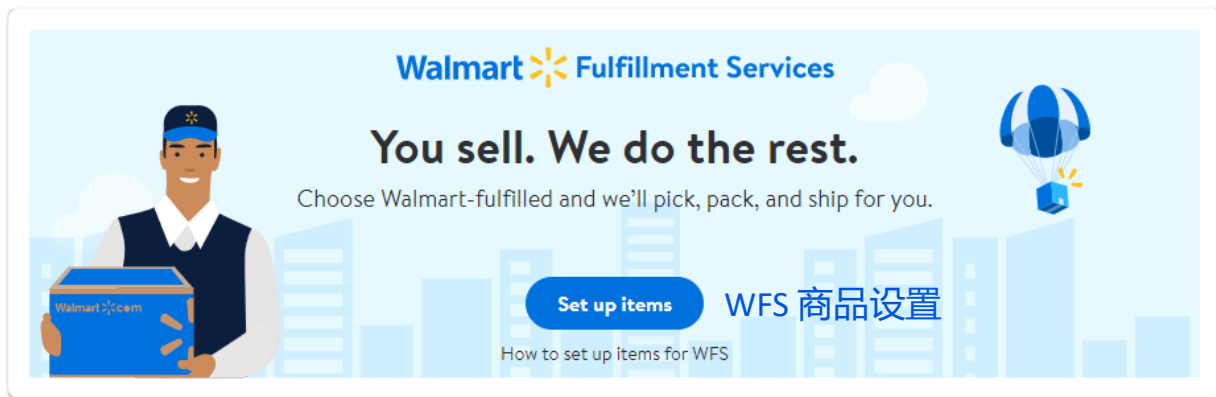 Walmart Fulfillment Services
You sell. We do the rest.
Choose Walmart-fulfilled and we’ll pick, pack, and ship for you.
Walmart com
Set up items WFS 商品设置
How to set up items for WFS